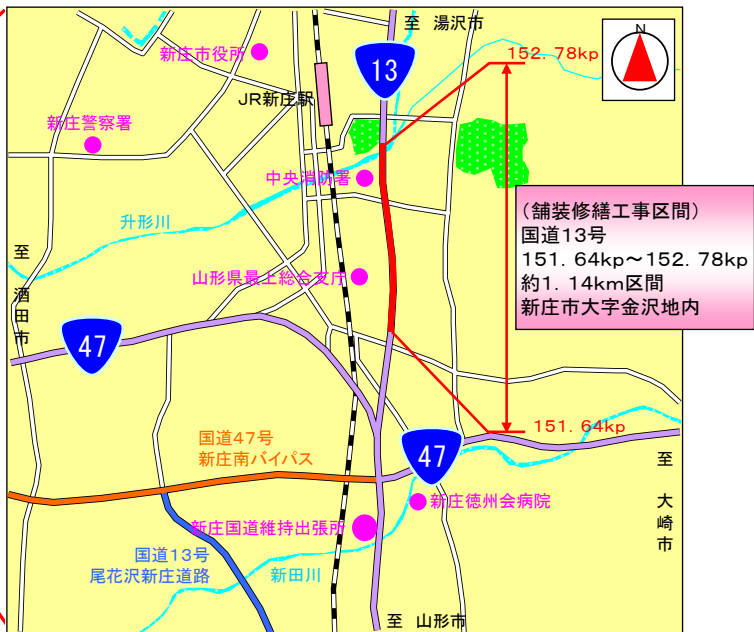 至 湯沢市
新庄市役所
13
152. 78kp
N
JR新庄駅
新庄警察署
中央消防署
(舗装修繕工事区間)
国道13号
151. 64kp～152. 78kp
約1. 14km区間
新庄市大字金沢地内
升形川
至 酒田市
山形県最上総合支庁
47
151. 64kp
国道47号
新庄南バイパス
47
至 大崎市
新庄徳州会病院
新庄国道維持出張所
国道13号
尾花沢新庄道路
新田川
至 山形市